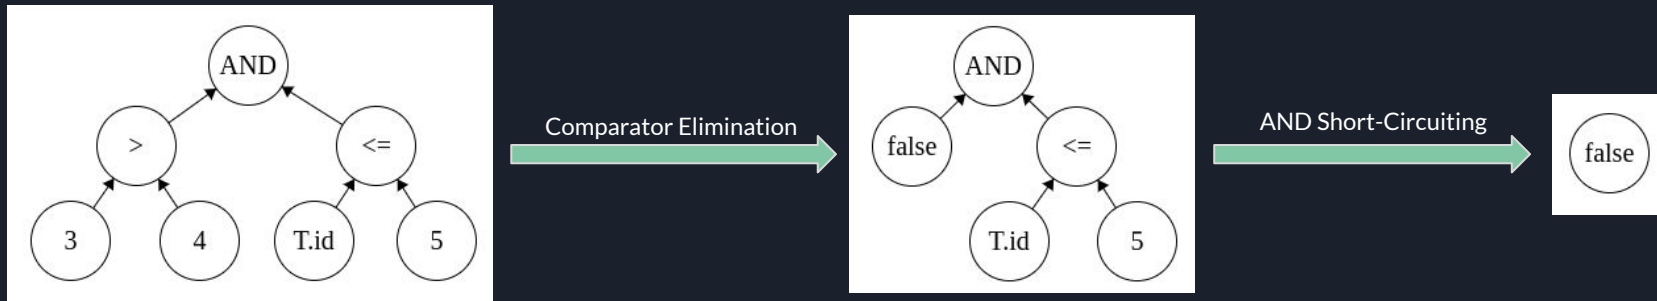 AND
>
<=
3
4
T.id
5
Comparator Elimination
AND
false
<=
T.id
5
AND Short-Circuiting
false